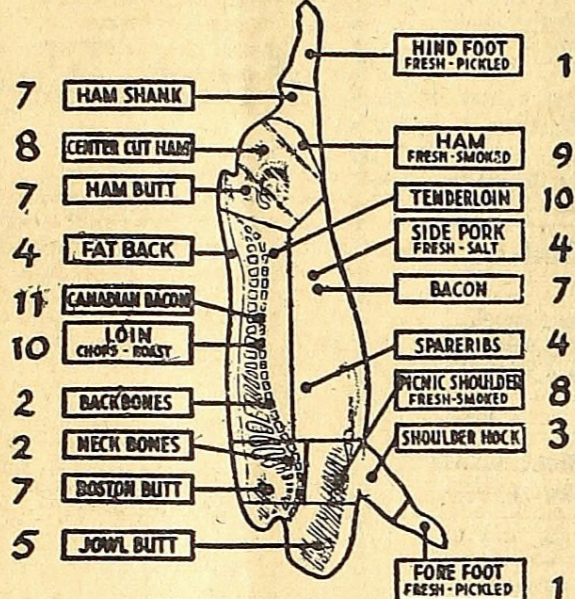 HIND FOOT
FRESH - PICKLED
1
7
HAM SHANK
8
CENTER CUT HAM
HAM
FRESH-SMOKED
9
7
HAM BUTT
TENDERLOIN
10
4
FAT BACK
SIDE PORK
FRESH - SALT
4
11
CANADIAN BACON
BACON
7
10
LOIN
CHOPS - ROAST
SPARERIBS
4
2
BACKBONES
PICNIC SHOULDER
FRESH-SMOKED
8
2
NECK BONES
SHOULDER HOCK
3
7
BOSTON BUTT
5
JOWL BUTT
FORE FOOT
FRESH - PICKLED
1